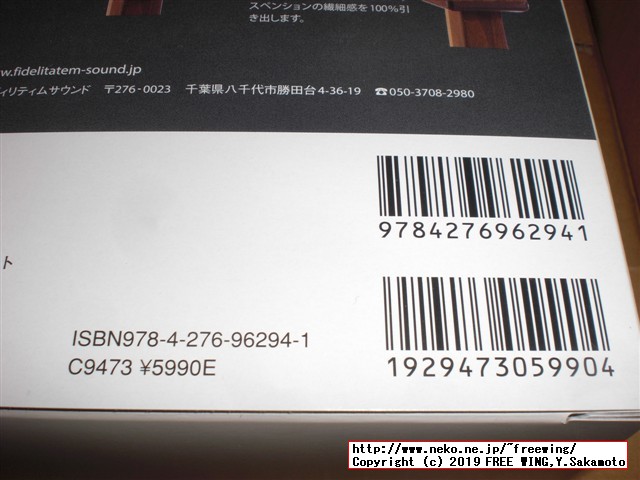 スペンションの繊細感を100%引
き出します。
w.fidelitatem-sound.jp
ィリティムサウンド 〒276-0023 千葉県八千代市勝田台4-36-19 ☎050-3708-2980
9784276962941
ト
ISBN978-4-276-96294-1
C9473 ¥5990E
1929473059904
http://www.neko.ne.jp/~freewing/
Copyright (c) 2019 FREE WING,Y.Sakamoto